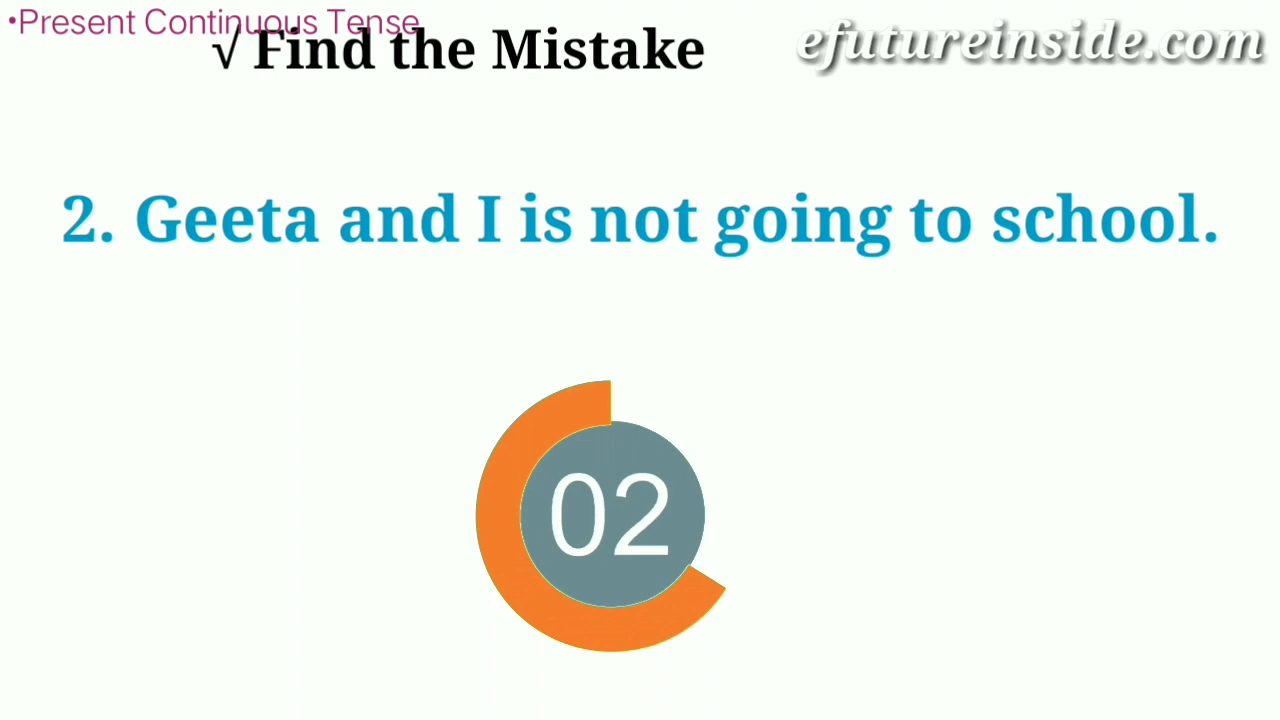 •Present Continuous Tense
√ Find the Mistake
efutureinside.com
2. Geeta and I is not going to school.
02